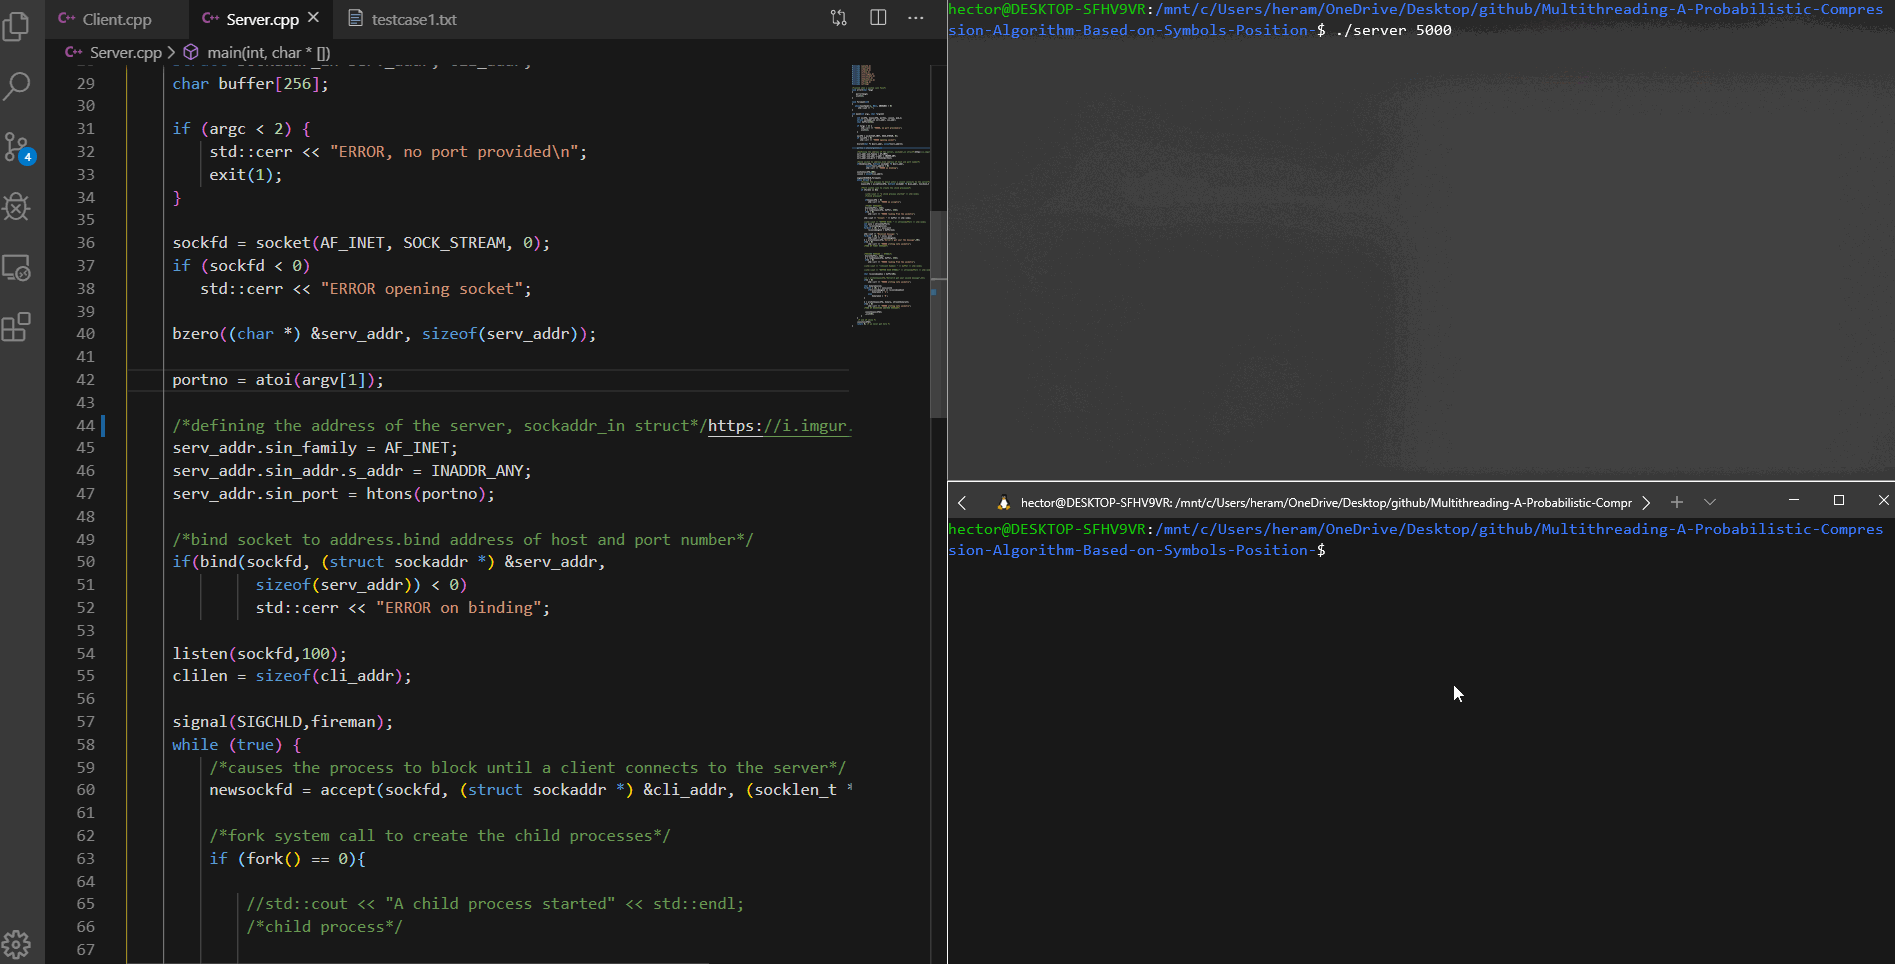 Client.cpp
Server.cpp
testcase1.txt
Server.cpp > main(int, char * [])
29 char buffer[256];
30
31 if (argc < 2) {
32 std::cerr << "ERROR, no port provided\n";
33 exit(1);
34 }
35
36 sockfd = socket(AF_INET, SOCK_STREAM, 0);
37 if (sockfd < 0)
38 std::cerr << "ERROR opening socket";
39
40 bzero((char *) &serv_addr, sizeof(serv_addr));
41
42 portno = atoi(argv[1]);
43
44 /*defining the address of the server, sockaddr_in struct*/https://i.imgur.
45 serv_addr.sin_family = AF_INET;
46 serv_addr.sin_addr.s_addr = INADDR_ANY;
47 serv_addr.sin_port = htons(portno);
48
49 /*bind socket to address.bind address of host and port number*/
50 if(bind(sockfd, (struct sockaddr *) &serv_addr,
51 sizeof(serv_addr)) < 0)
52 std::cerr << "ERROR on binding";
53
54 listen(sockfd,100);
55 clilen = sizeof(cli_addr);
56
57 signal(SIGCHLD,fireman);
58 while (true) {
59 /*causes the process to block until a client connects to the server*/
60 newsockfd = accept(sockfd, (struct sockaddr *) &cli_addr, (socklen_t *
61
62 /*fork system call to create the child processes*/
63 if (fork() == 0){
64
65 //std::cout << "A child process started" << std::endl;
66 /*child process*/
67
4
hector@DESKTOP-SFHV9VR:/mnt/c/Users/heram/OneDrive/Desktop/github/Multithreading-A-Probabilistic-Compres
sion-Algorithm-Based-on-Symbols-Position-$ ./server 5000
hector@DESKTOP-SFHV9VR: /mnt/c/Users/heram/OneDrive/Desktop/github/Multithreading-A-Probabilistic-Compr
hector@DESKTOP-SFHV9VR:/mnt/c/Users/heram/OneDrive/Desktop/github/Multithreading-A-Probabilistic-Compres
sion-Algorithm-Based-on-Symbols-Position-$